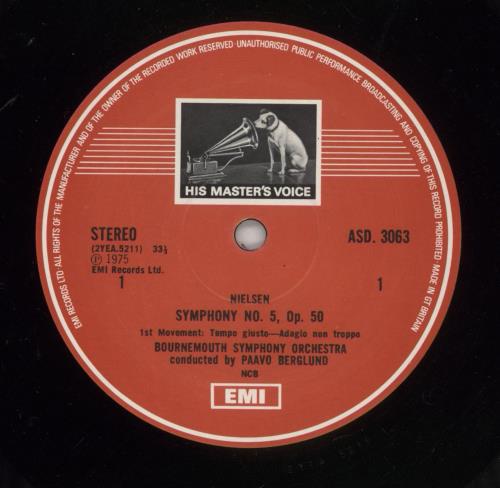 EMI RECORDS LTD · ALL RIGHTS OF THE MANUFACTURER AND OF THE OWNER OF THE RECORDED WORK RESERVED · UNAUTHORISED PUBLIC PERFORMANCE BROADCASTING AND COPYING OF THIS RECORD PROHIBITED · MADE IN GT BRITAIN
HIS MASTER'S VOICE
STEREO
ASD. 3063
(2YEA.5211) 33⅓
℗ 1975
EMI Records Ltd.
1
1
NIELSEN
SYMPHONY NO. 5, Op. 50
1st Movement: Tempo giusto—Adagio non troppo
BOURNEMOUTH SYMPHONY ORCHESTRA
conducted by PAAVO BERGLUND
NCB
EMI